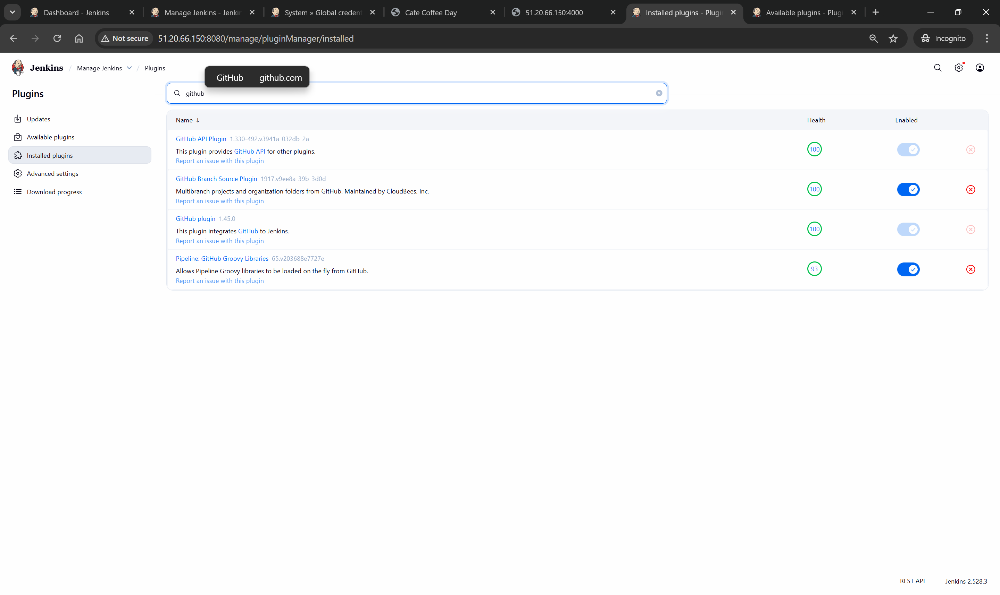 Dashboard - Jenkins
Manage Jenkins - Jenkin
System » Global credent
Cafe Coffee Day
51.20.66.150:4000
Installed plugins - Plugin
Available plugins - Plugi
Not secure
51.20.66.150:8080/manage/pluginManager/installed
Incognito
Jenkins / Manage Jenkins / Plugins
GitHub github.com
Plugins
github
Updates
Available plugins
Installed plugins
Advanced settings
Download progress
Name ↓ Health Enabled
GitHub API Plugin 1.330-492.v3941a_032db_2a_
This plugin provides GitHub API for other plugins.
Report an issue with this plugin
100
GitHub Branch Source Plugin 1917.v9ee8a_39b_3d0d
Multibranch projects and organization folders from GitHub. Maintained by CloudBees, Inc.
Report an issue with this plugin
100
GitHub plugin 1.45.0
This plugin integrates GitHub to Jenkins.
Report an issue with this plugin
100
Pipeline: GitHub Groovy Libraries 65.v203688e7727e
Allows Pipeline Groovy libraries to be loaded on the fly from GitHub.
Report an issue with this plugin
93
REST API Jenkins 2.528.3